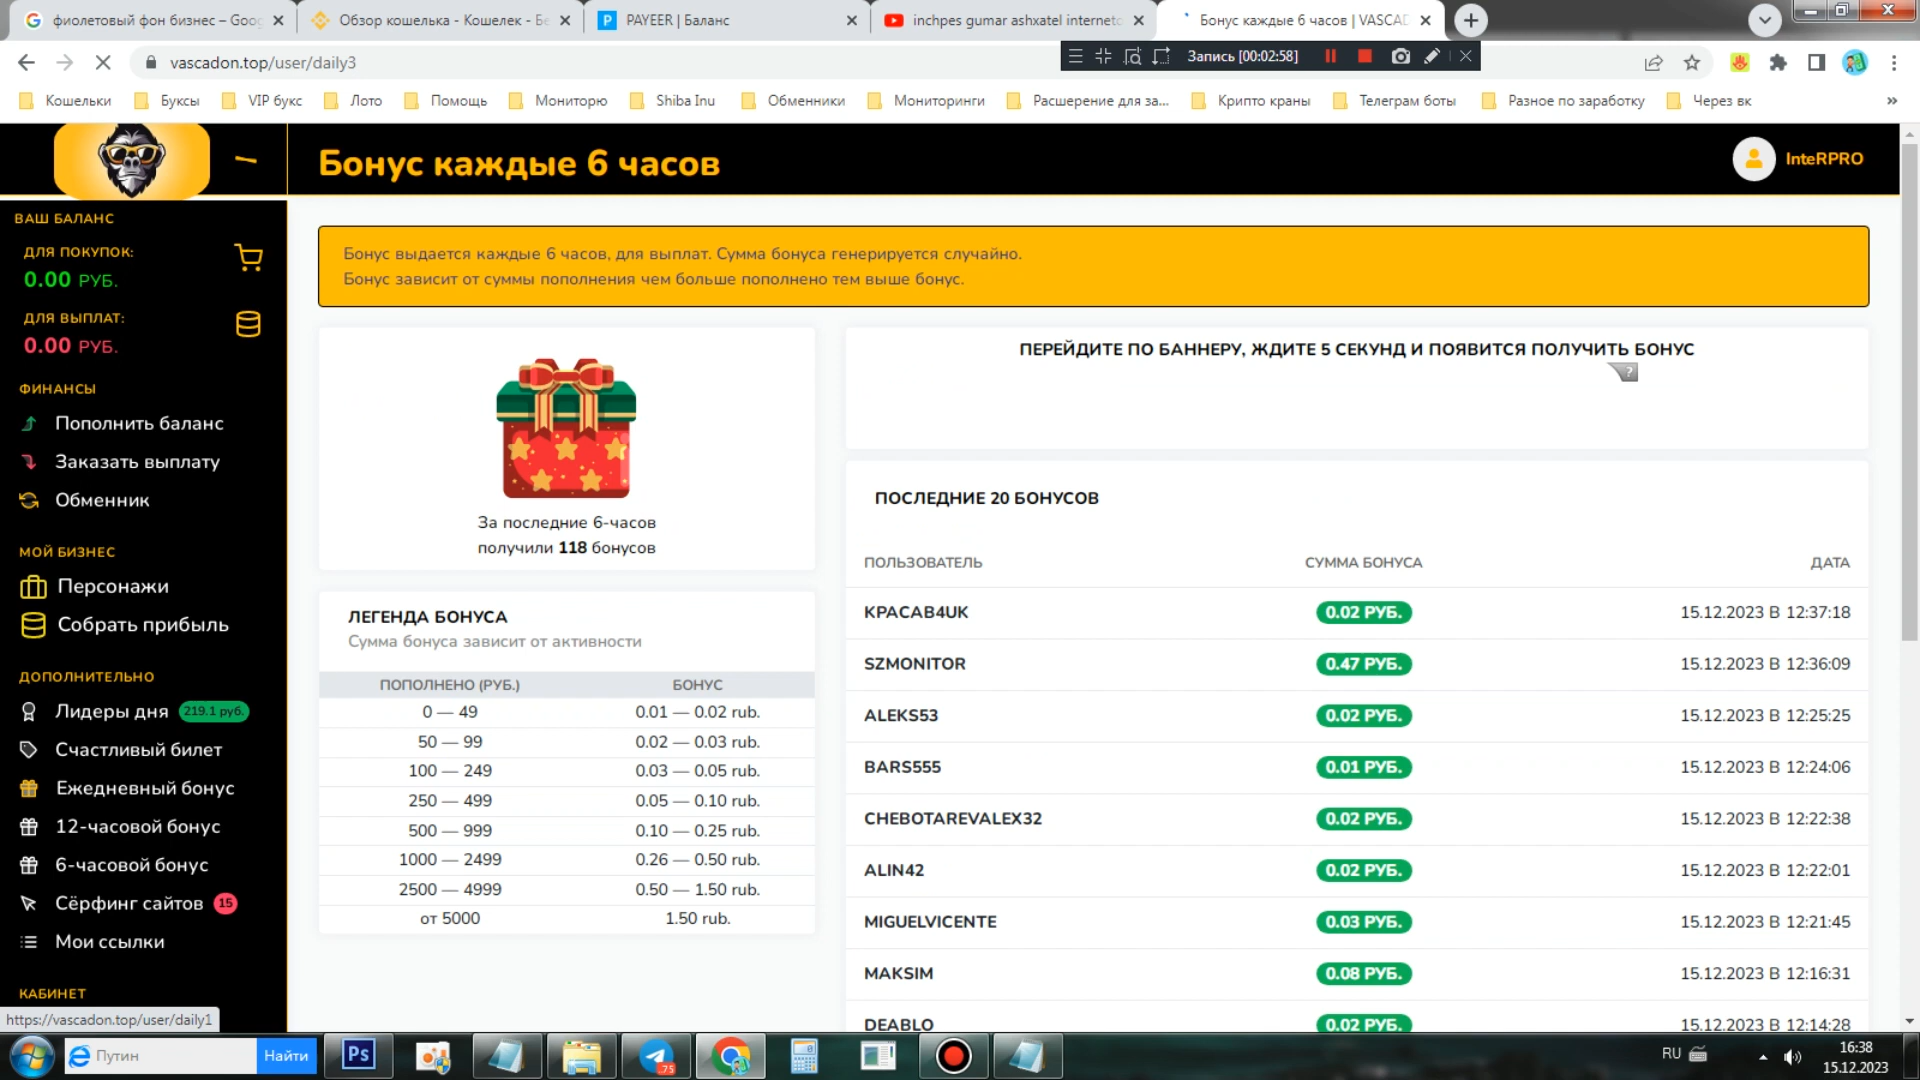 фиолетовый фон бизнес – Goog
Обзор кошелька - Кошелек - Би
PAYEER | Баланс
inchpes gumar ashxatel internetc
Бонус каждые 6 часов | VASCAD
vascadon.top/user/daily3
Запись [00:02:58]
Кошельки
Буксы
VIP букс
Лото
Помощь
Мониторю
Shiba Inu
Обменники
Мониторинги
Расшерение для за...
Крипто краны
Телеграм боты
Разное по заработку
Через вк
»
Бонус каждые 6 часов
InteRPRO
ВАШ БАЛАНС
ДЛЯ ПОКУПОК:
0.00 РУБ.
ДЛЯ ВЫПЛАТ:
0.00 РУБ.
ФИНАНСЫ
Пополнить баланс
Заказать выплату
Обменник
МОЙ БИЗНЕС
Персонажи
Собрать прибыль
ДОПОЛНИТЕЛЬНО
Лидеры дня 219.1 руб.
Счастливый билет
Ежедневный бонус
12-часовой бонус
6-часовой бонус
Сёрфинг сайтов 15
Мои ссылки
КАБИНЕТ
https://vascadon.top/user/daily1
Бонус выдается каждые 6 часов, для выплат. Сумма бонуса генерируется случайно.
Бонус зависит от суммы пополнения чем больше пополнено тем выше бонус.
За последние 6-часов
получили 118 бонусов
ЛЕГЕНДА БОНУСА
Сумма бонуса зависит от активности
ПОПОЛНЕНО (РУБ.) БОНУС
0 — 49 0.01 — 0.02 rub.
50 — 99 0.02 — 0.03 rub.
100 — 249 0.03 — 0.05 rub.
250 — 499 0.05 — 0.10 rub.
500 — 999 0.10 — 0.25 rub.
1000 — 2499 0.26 — 0.50 rub.
2500 — 4999 0.50 — 1.50 rub.
от 5000 1.50 rub.
ПЕРЕЙДИТЕ ПО БАННЕРУ, ЖДИТЕ 5 СЕКУНД И ПОЯВИТСЯ ПОЛУЧИТЬ БОНУС
?
ПОСЛЕДНИЕ 20 БОНУСОВ
ПОЛЬЗОВАТЕЛЬ СУММА БОНУСА ДАТА
KPACAB4UK 0.02 РУБ. 15.12.2023 В 12:37:18
SZMONITOR 0.47 РУБ. 15.12.2023 В 12:36:09
ALEKS53 0.02 РУБ. 15.12.2023 В 12:25:25
BARS555 0.01 РУБ. 15.12.2023 В 12:24:06
CHEBOTAREVALEX32 0.02 РУБ. 15.12.2023 В 12:22:38
ALIN42 0.02 РУБ. 15.12.2023 В 12:22:01
MIGUELVICENTE 0.03 РУБ. 15.12.2023 В 12:21:45
MAKSIM 0.08 РУБ. 15.12.2023 В 12:16:31
DEABLO 0.02 РУБ. 15.12.2023 В 12:14:28
Путин
Найти
Ps
75
RU
16:38
15.12.2023